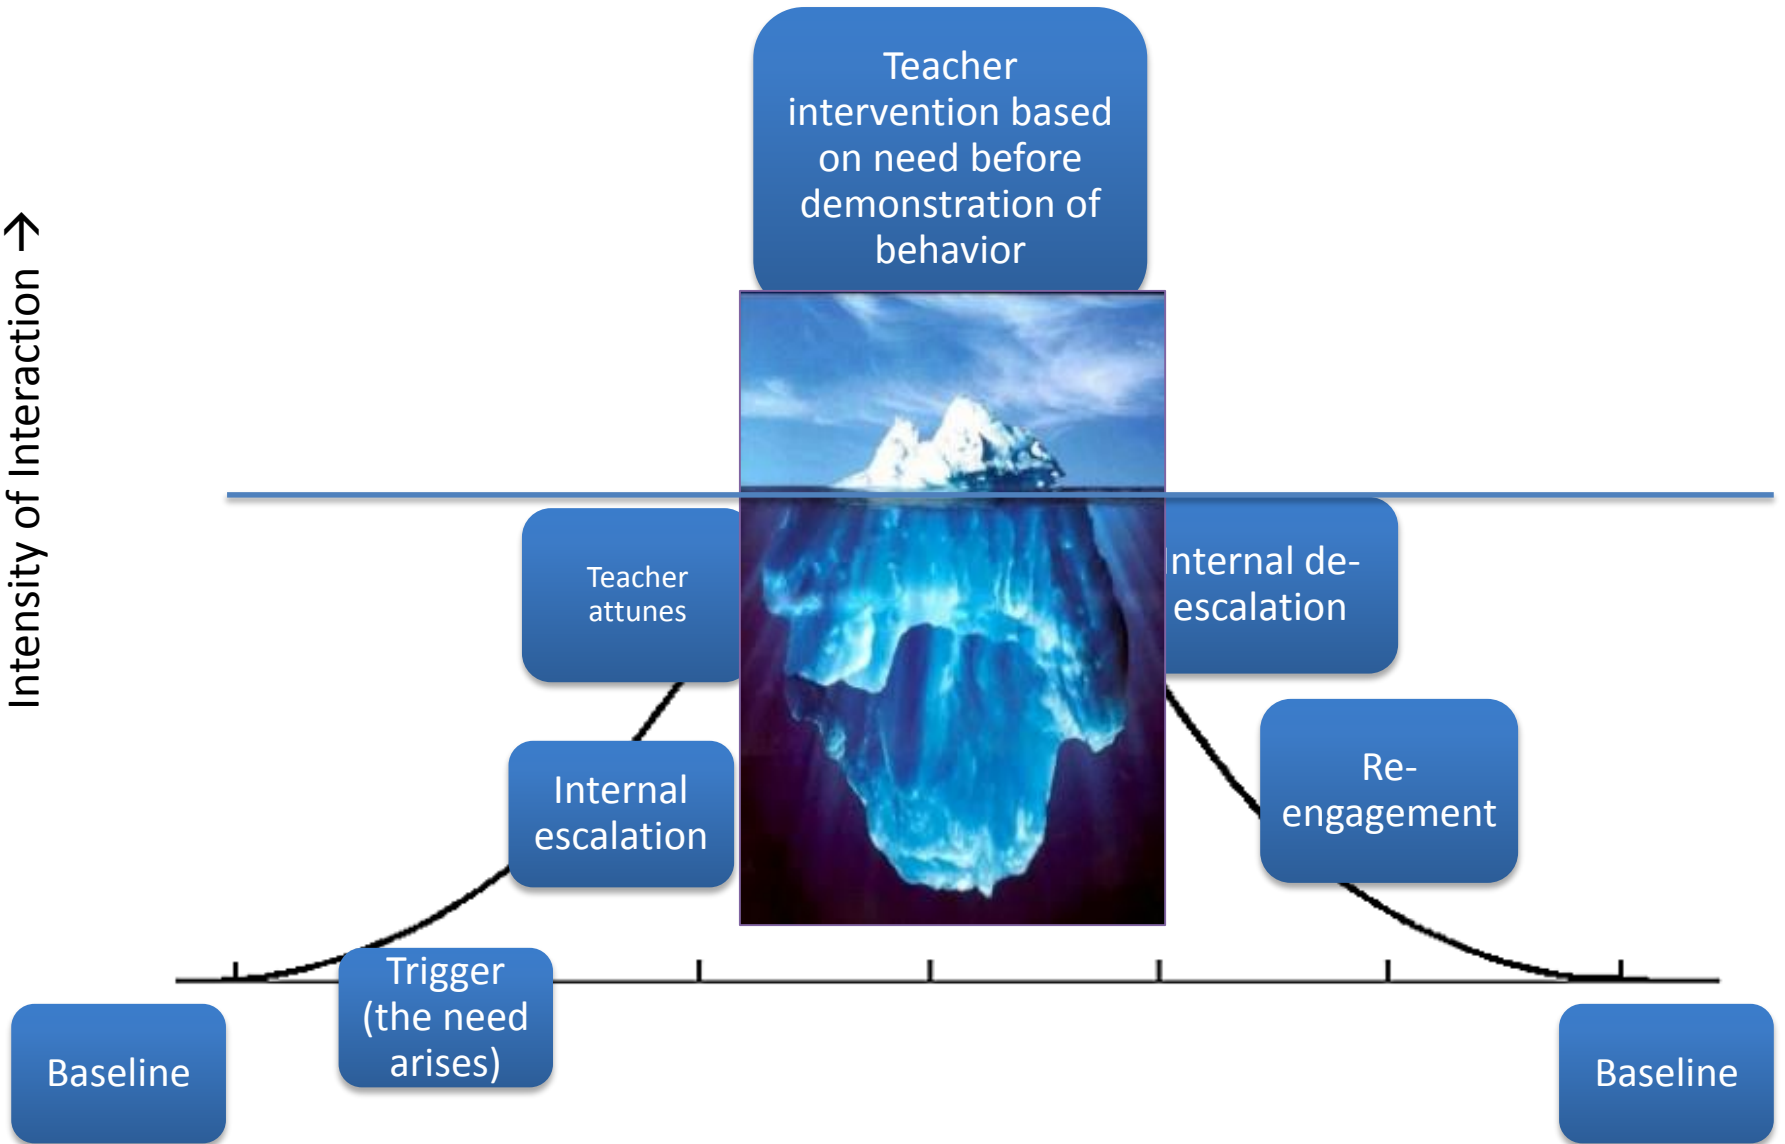 Teacher
intervention based
on need before
demonstration of
behavior
Intensity of Interaction →
Teacher
attunes
nternal de-
escalation
Internal
escalation
Re-
engagement
Trigger
(the need
arises)
Baseline
Baseline